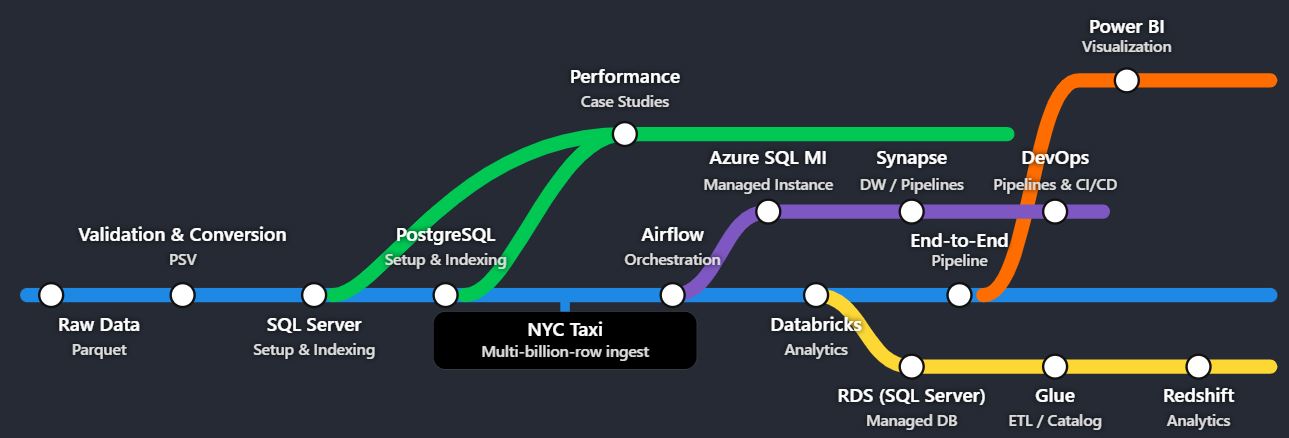 Power BI
Visualization
Performance
Case Studies
Azure SQL MI
Managed Instance
Synapse
DW / Pipelines
DevOps
Pipelines & CI/CD
Validation & Conversion
PSV
PostgreSQL
Setup & Indexing
Airflow
Orchestration
End-to-End
Pipeline
Raw Data
Parquet
SQL Server
Setup & Indexing
NYC Taxi
Multi-billion-row ingest
Databricks
Analytics
RDS (SQL Server)
Managed DB
Glue
ETL / Catalog
Redshift
Analytics